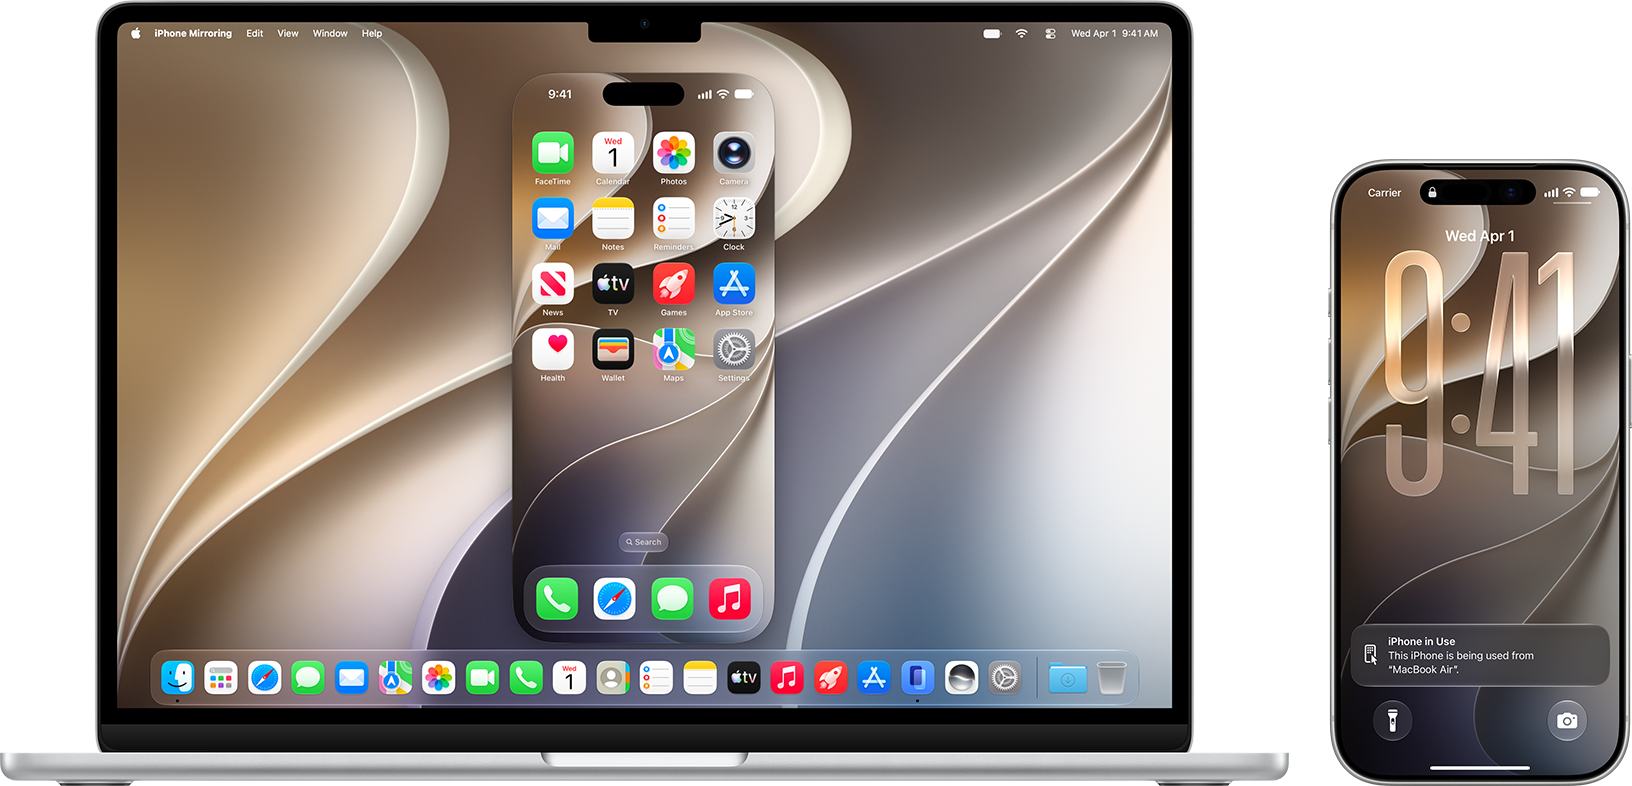 iPhone Mirroring Edit View Window Help
Wed Apr 1 9:41 AM
9:41
Wed
1
FaceTime Calendar Photos Camera
12
3
Mail Notes Reminders Clock
tv
News TV Games App Store
Health Wallet Maps Settings
Search
Wed
1
tv
Carrier
Wed Apr 1
9:41
iPhone in Use
This iPhone is being used from
“MacBook Air”.